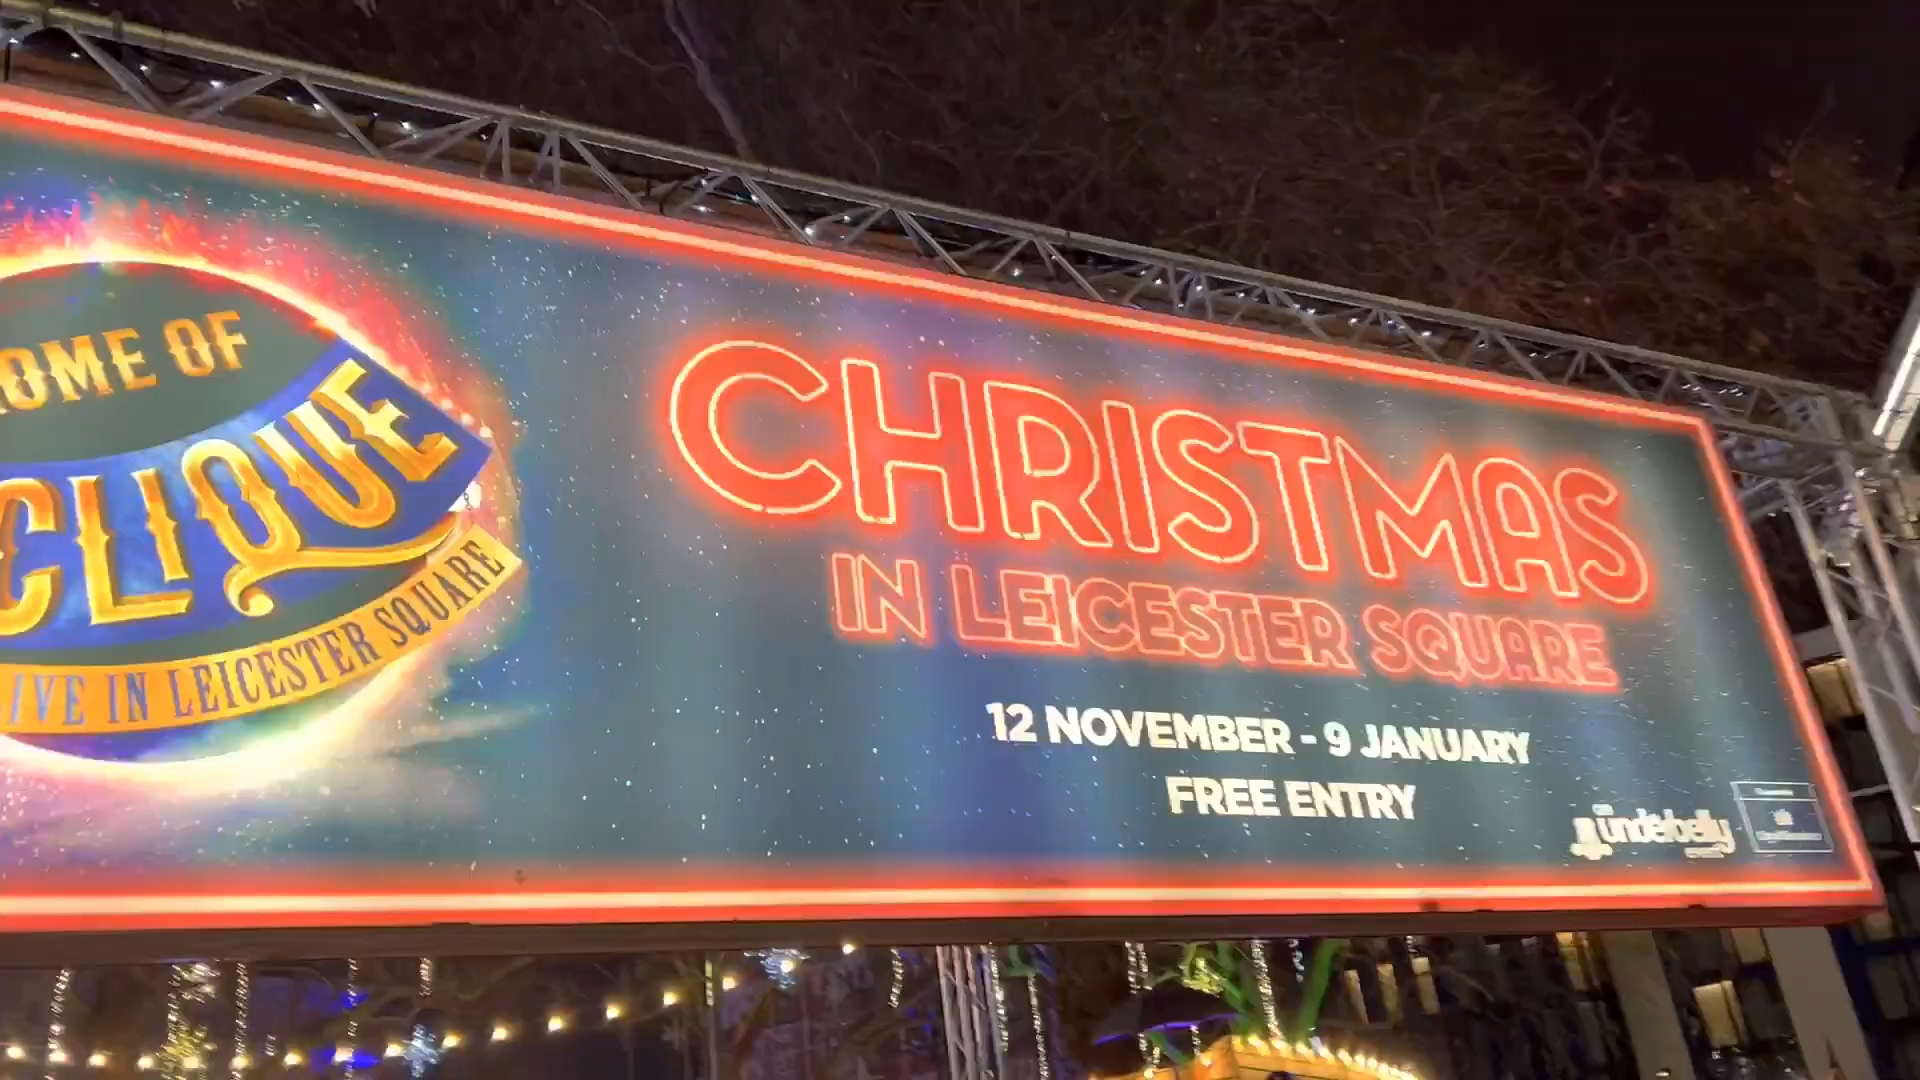 OME OF
CLIQUE
IVE IN LEICESTER SQUARE
CHRISTMAS
IN LEICESTER SQUARE
12 NOVEMBER - 9 JANUARY
FREE ENTRY
underbelly